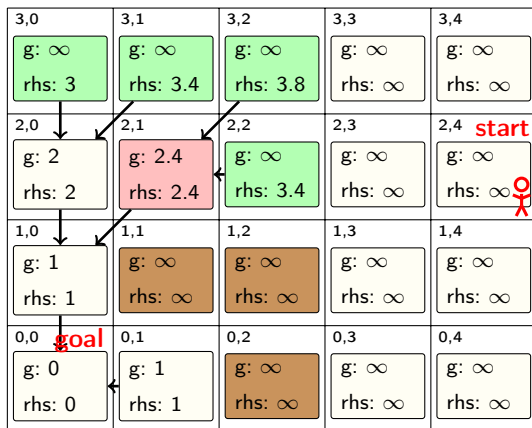 3,0 3,1 3,2 3,3 3,4
g: ∞ g: ∞ g: ∞ g: ∞ g: ∞
rhs: 3 rhs: 3.4 rhs: 3.8 rhs: ∞ rhs: ∞
2,0 2,1 2,2 2,3 2,4 start
g: 2 g: 2.4 g: ∞ g: ∞ g: ∞
rhs: 2 rhs: 2.4 rhs: 3.4 rhs: ∞ rhs: ∞
1,0 1,1 1,2 1,3 1,4
g: 1 g: ∞ g: ∞ g: ∞ g: ∞
rhs: 1 rhs: ∞ rhs: ∞ rhs: ∞ rhs: ∞
0,0 goal 0,1 0,2 0,3 0,4
g: 0 g: 1 g: ∞ g: ∞ g: ∞
rhs: 0 rhs: 1 rhs: ∞ rhs: ∞ rhs: ∞